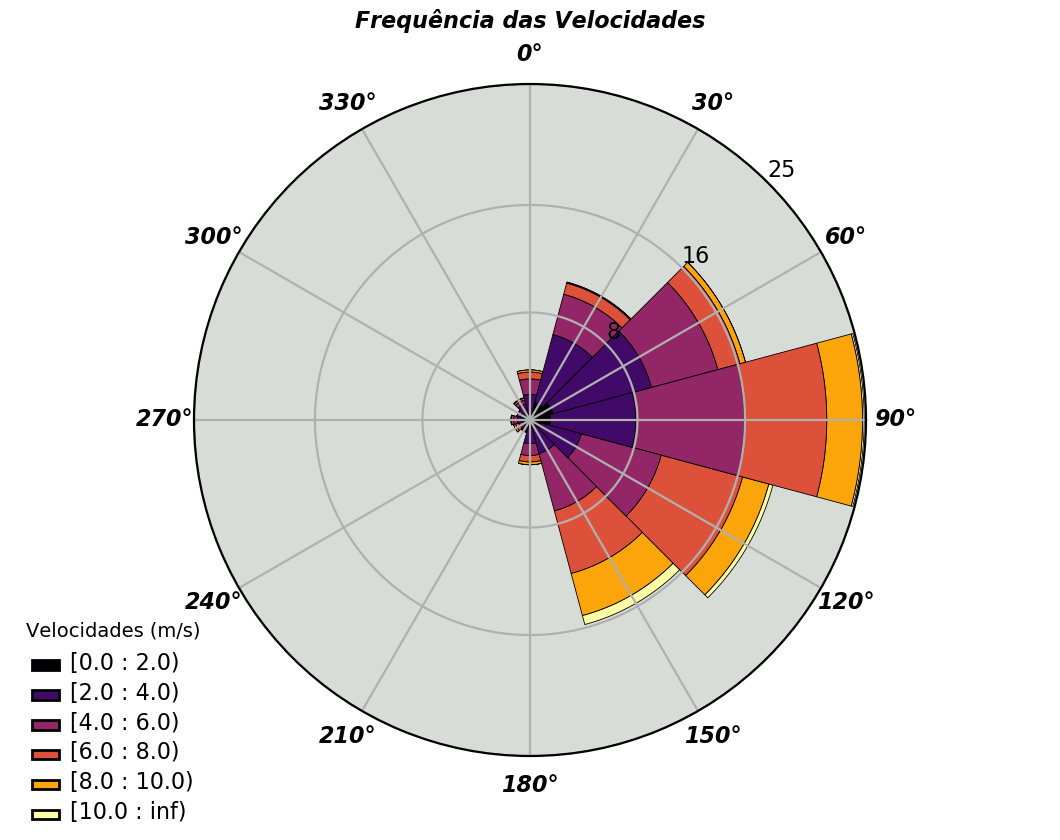 Frequência das Velocidades
0°
330°
30°
25
300°
60°
16
8
270°
90°
240°
120°
210°
150°
180°
Velocidades (m/s)
[0.0 : 2.0)
[2.0 : 4.0)
[4.0 : 6.0)
[6.0 : 8.0)
[8.0 : 10.0)
[10.0 : inf)